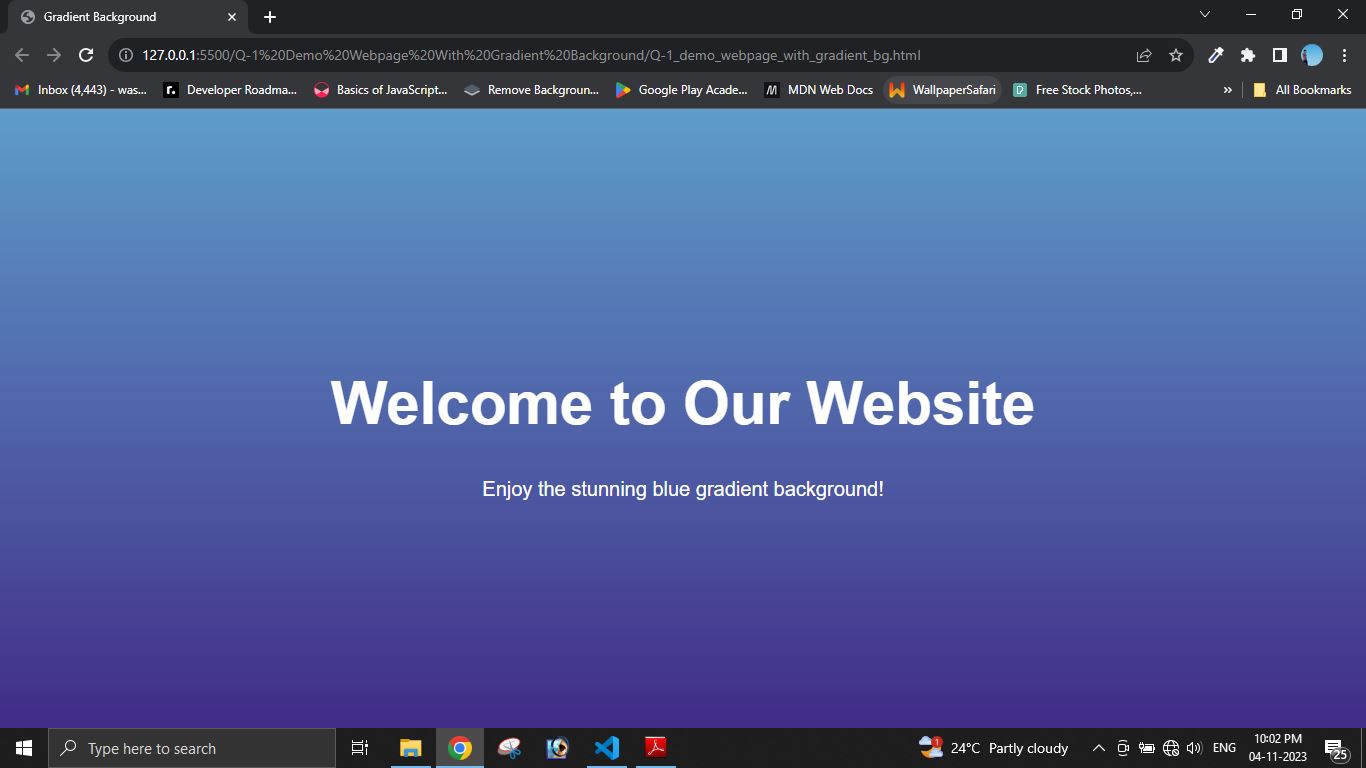 Gradient Background
127.0.0.1:5500/Q-1%20Demo%20Webpage%20With%20Gradient%20Background/Q-1_demo_webpage_with_gradient_bg.html
Inbox (4,443) - was... Developer Roadma... Basics of JavaScript... Remove Backgroun... Google Play Acade... MDN Web Docs WallpaperSafari Free Stock Photos,... » All Bookmarks
Welcome to Our Website
Enjoy the stunning blue gradient background!
Type here to search
1 24°C Partly cloudy ENG 10:02 PM
04-11-2023 25